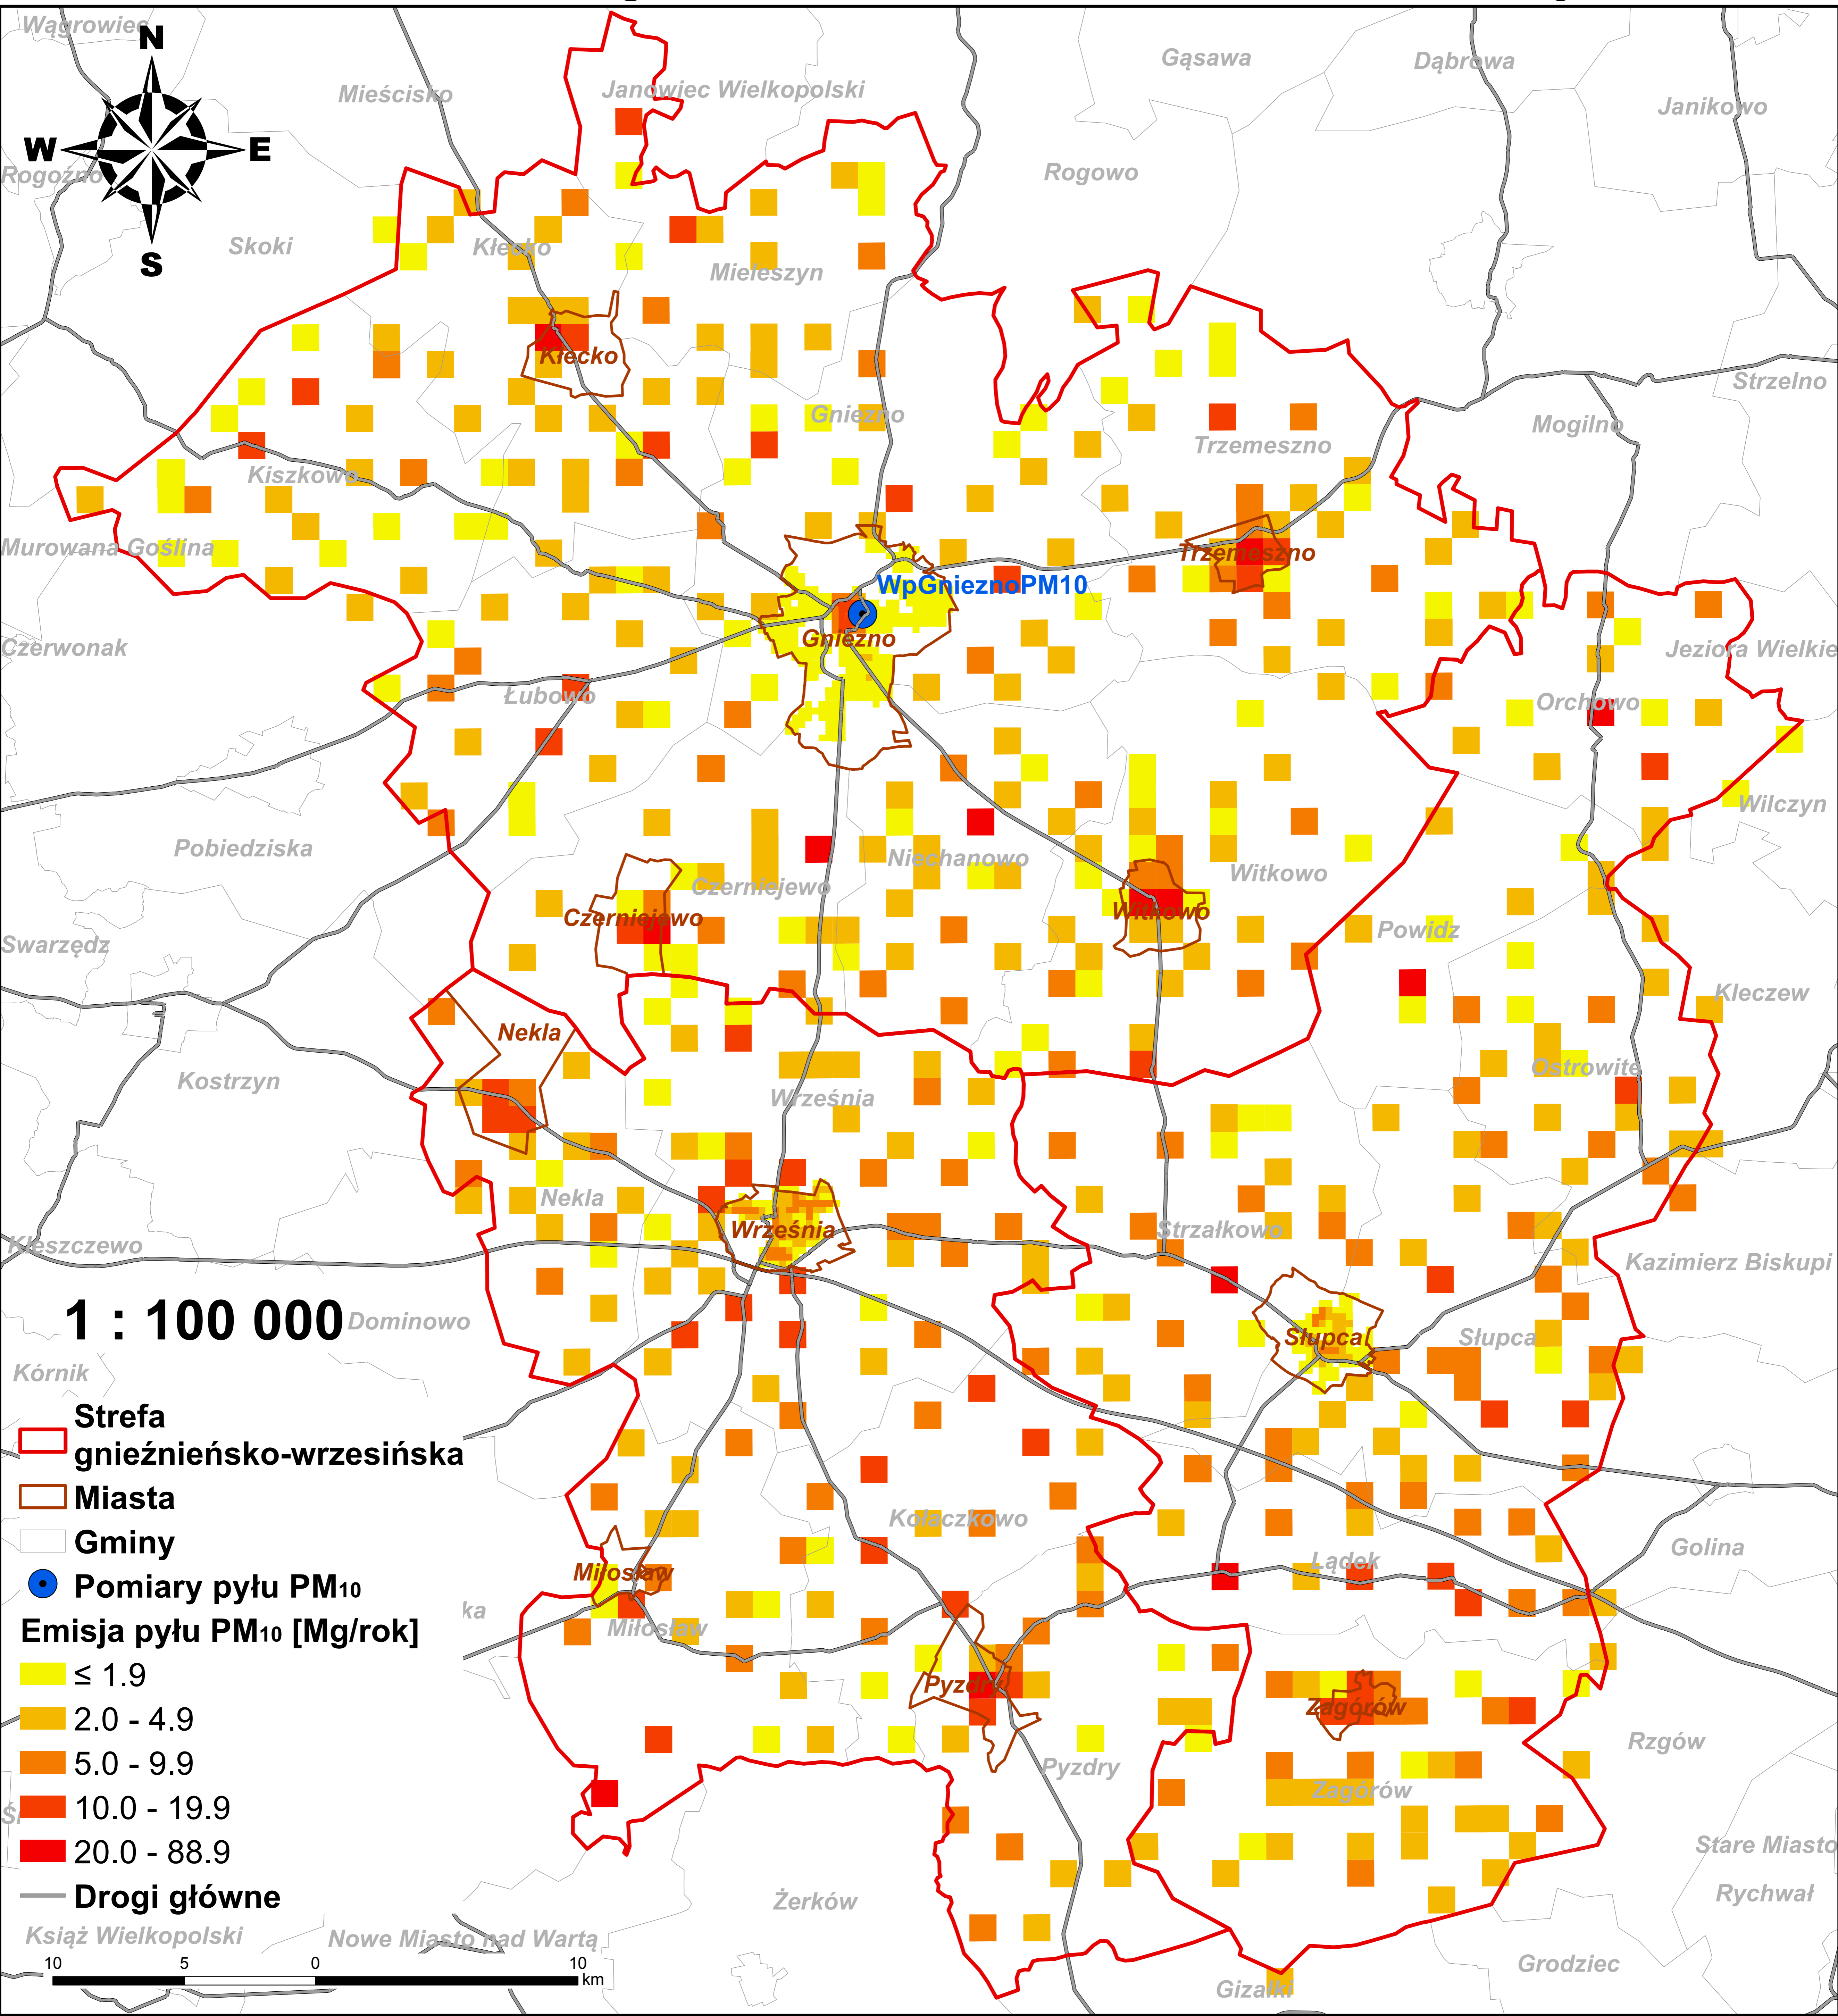 Wągrowiec
N
W
E
S
Mieścisko
Janowiec Wielkopolski
Gąsawa
Dąbrowa
Janikowo
Rogoźno
Rogowo
Skoki
Kłecko
Mieleszyn
Kłecko
Strzelno
Gniezno
Mogilno
Trzemeszno
Kiszkowo
Murowana Goślina
Trzemeszno
WpGnieznoPM10
Gniezno
Czerwonak
Jeziora Wielkie
Łubowo
Orchowo
Wilczyn
Pobiedziska
Niechanowo
Czerniejewo
Witkowo
Czerniejewo
Witkowo
Powidz
Swarzędz
Kleczew
Nekla
Kostrzyn
Ostrowite
Września
Nekla
Września
Strzałkowo
Kleszczewo
Kazimierz Biskupi
1 : 100 000
Dominowo
Słupca
Słupca
Kórnik
Strefa
gnieźnieńsko-wrzesińska
Miasta
Kołaczkowo
Gminy
Golina
Lądek
Miłosław
Pomiary pyłu PM10
ka
Miłosław
Emisja pyłu PM10 [Mg/rok]
≤ 1.9
Pyzdry
2.0 - 4.9
Zagórów
Rzgów
5.0 - 9.9
Pyzdry
Zagórów
10.0 - 19.9
20.0 - 88.9
Stare Miasto
Drogi główne
Żerków
Rychwał
Książ Wielkopolski
Nowe Miasto nad Wartą
Grodziec
10 5 0 10
km
Gizałki